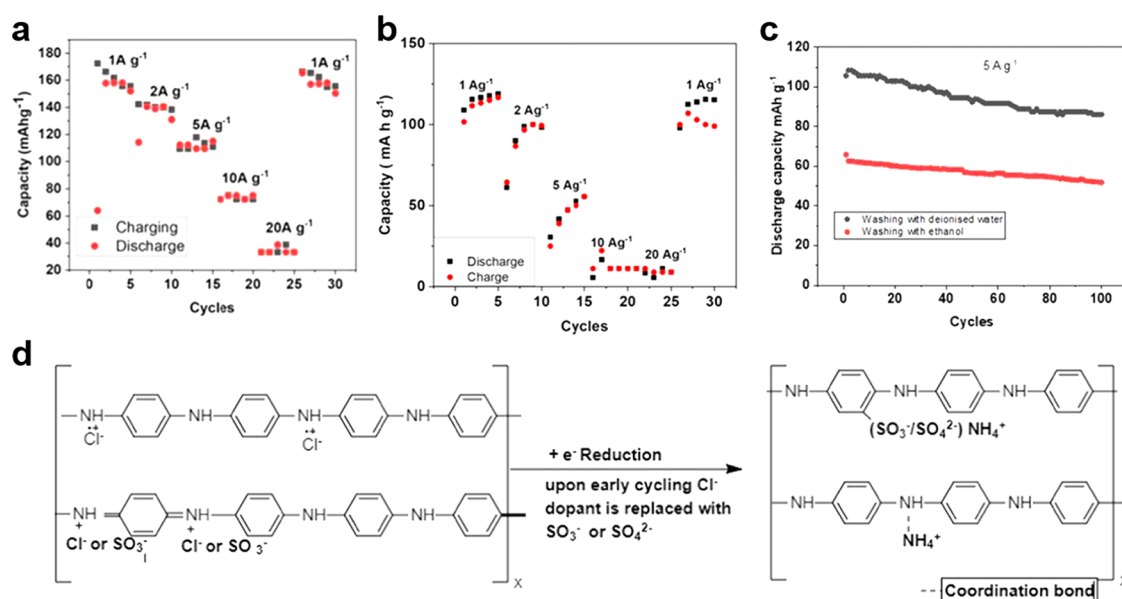 a
Capacity (mAhg⁻¹)
180
160
140
120
100
80
60
40
20
1A g⁻¹
2A g⁻¹
5A g⁻¹
10A g⁻¹
20A g⁻¹
1A g⁻¹
Charging
Discharge
0 5 10 15 20 25 30
Cycles
b
Capacity ( mA h g⁻¹)
150
100
50
0
1 Ag⁻¹
2 Ag⁻¹
5 Ag⁻¹
10 Ag⁻¹
20 Ag⁻¹
1 Ag⁻¹
Discharge
Charge
0 5 10 15 20 25 30
Cycles
c
Discharge capacity mAh g⁻¹
120
100
80
60
40
20
0
5 Ag⁻¹
Washing with deionised water
Washing with ethanol
0 20 40 60 80 100
Cycles
d
NH NH NH NH
•+ •+
Cl⁻ Cl⁻
NH NH NH NH
+ +
Cl⁻ or SO₃⁻ Cl⁻ or SO ₃⁻
X
+ e⁻ Reduction
upon early cycling Cl⁻
dopant is replaced with
SO₃⁻ or SO₄²⁻
NH NH NH
(SO₃⁻/SO₄²⁻) NH₄⁺
NH NH NH
NH₄⁺
Coordination bond